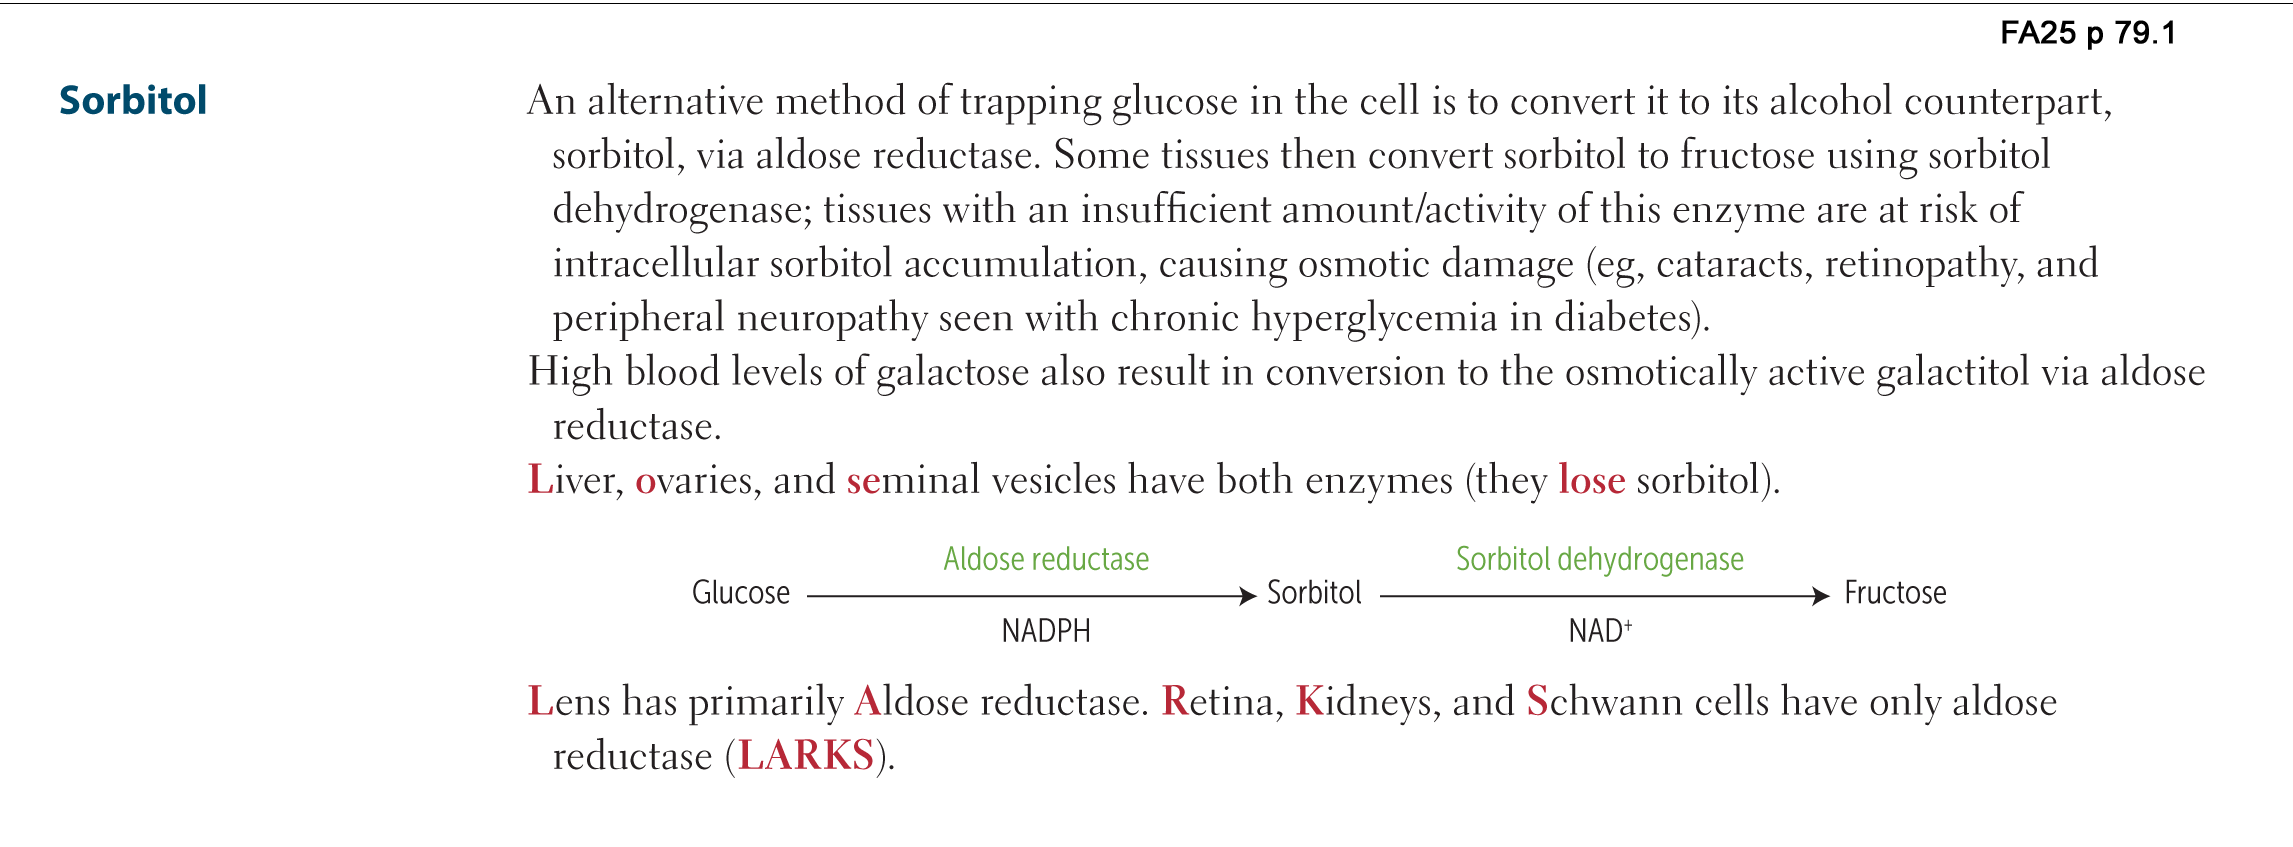 FA25 p 79.1
Sorbitol
An alternative method of trapping glucose in the cell is to convert it to its alcohol counterpart,
sorbitol, via aldose reductase. Some tissues then convert sorbitol to fructose using sorbitol
dehydrogenase; tissues with an insufficient amount/activity of this enzyme are at risk of
intracellular sorbitol accumulation, causing osmotic damage (eg, cataracts, retinopathy, and
peripheral neuropathy seen with chronic hyperglycemia in diabetes).
High blood levels of galactose also result in conversion to the osmotically active galactitol via aldose
reductase.
Liver, ovaries, and seminal vesicles have both enzymes (they lose sorbitol).
Aldose reductase Sorbitol dehydrogenase
Glucose Sorbitol Fructose
NADPH NAD⁺
Lens has primarily Aldose reductase. Retina, Kidneys, and Schwann cells have only aldose
reductase (LARKS).